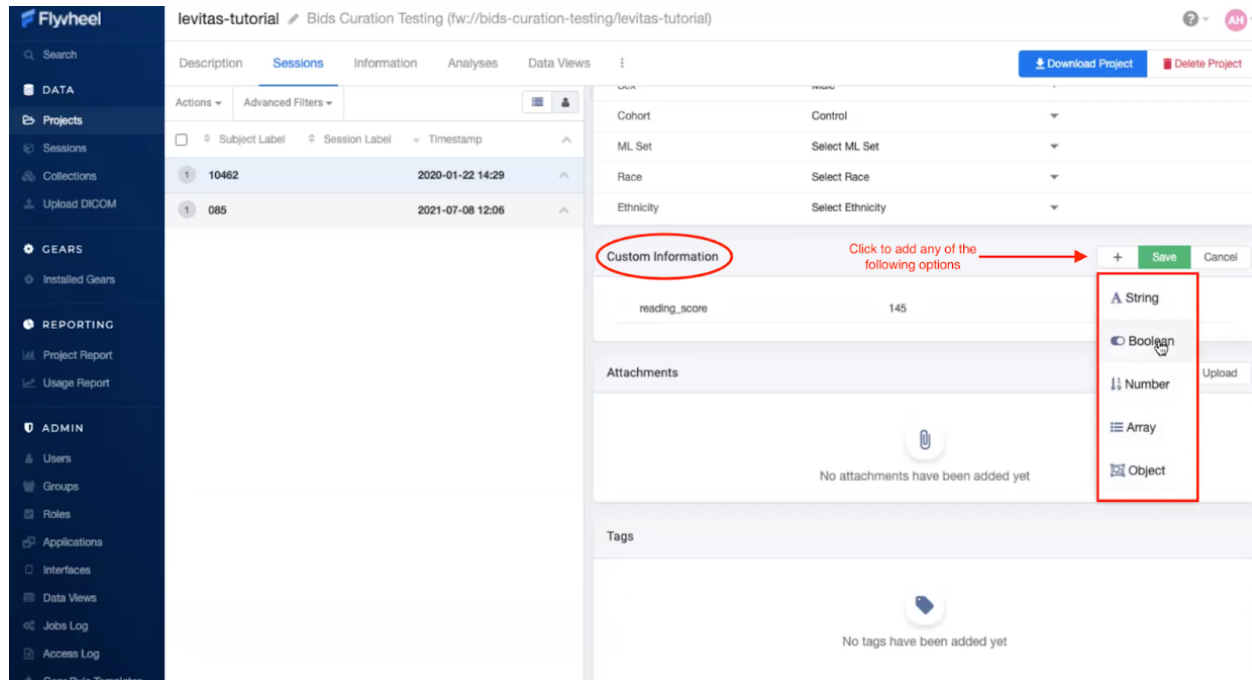 Flywheel
levitas-tutorial Bids Curation Testing (fw://bids-curation-testing/levitas-tutorial)
AH
Search
DATA
Projects
Sessions
Collections
Upload DICOM
GEARS
Installed Gears
REPORTING
Project Report
Usage Report
ADMIN
Users
Groups
Roles
Applications
Interfaces
Data Views
Jobs Log
Access Log
Description Sessions Information Analyses Data Views
Download Project Delete Project
Actions Advanced Filters
Subject Label Session Label Timestamp
1 10462 2020-01-22 14:29
1 085 2021-07-08 12:06
Sex Male
Cohort Control
ML Set Select ML Set
Race Select Race
Ethnicity Select Ethnicity
Custom Information
Click to add any of the
following options
+ Save Cancel
reading_score 145
A String
Boolean
Number
Array
Object
Attachments
Upload
No attachments have been added yet
Tags
No tags have been added yet